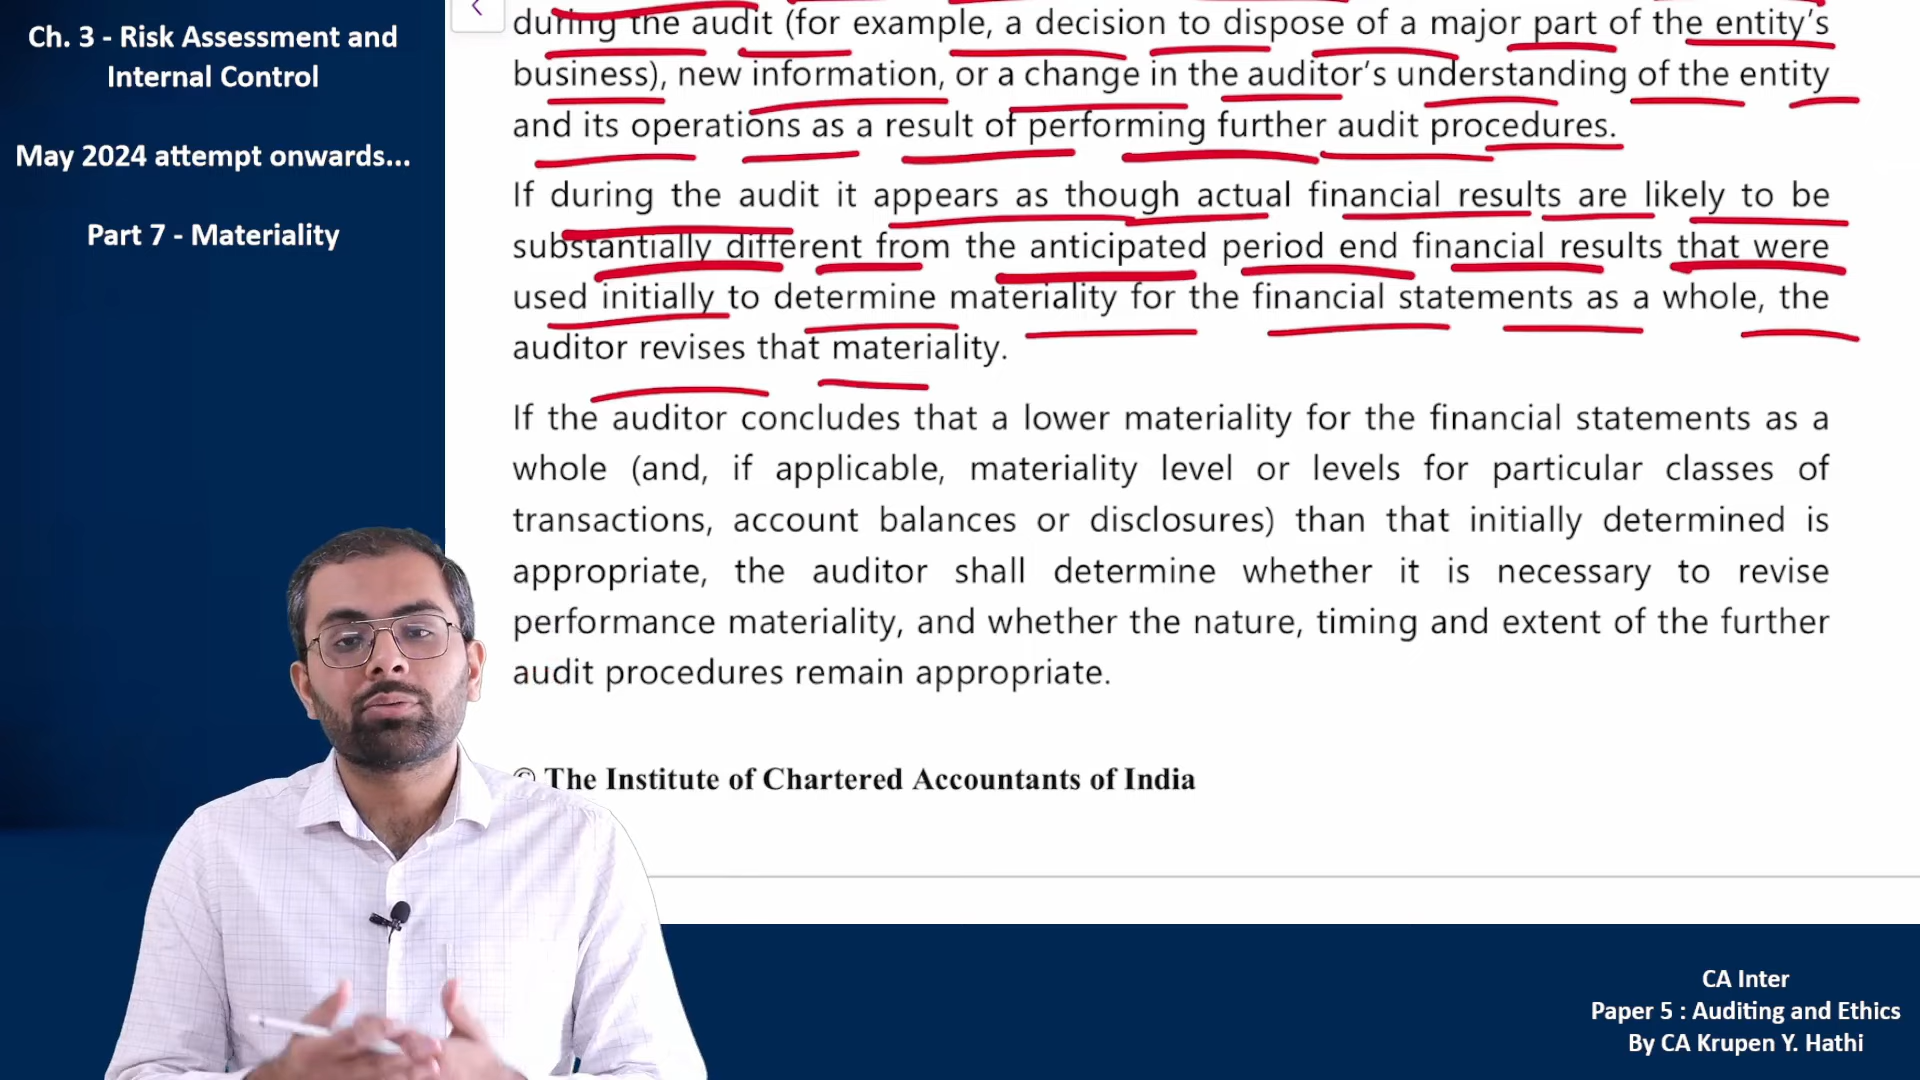 Ch. 3 - Risk Assessment and
Internal Control
May 2024 attempt onwards...
Part 7 - Materiality
during the audit (for example, a decision to dispose of a major part of the entity’s
business), new information, or a change in the auditor’s understanding of the entity
and its operations as a result of performing further audit procedures.
If during the audit it appears as though actual financial results are likely to be
substantially different from the anticipated period end financial results that were
used initially to determine materiality for the financial statements as a whole, the
auditor revises that materiality.
If the auditor concludes that a lower materiality for the financial statements as a
whole (and, if applicable, materiality level or levels for particular classes of
transactions, account balances or disclosures) than that initially determined is
appropriate, the auditor shall determine whether it is necessary to revise
performance materiality, and whether the nature, timing and extent of the further
audit procedures remain appropriate.
© The Institute of Chartered Accountants of India
CA Inter
Paper 5 : Auditing and Ethics
By CA Krupen Y. Hathi